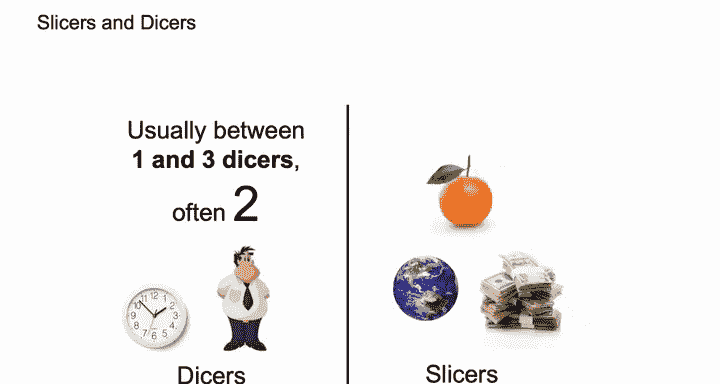 Slicers and Dicers
Usually between
1 and 3 dicers,
often 2
Dicers
Slicers